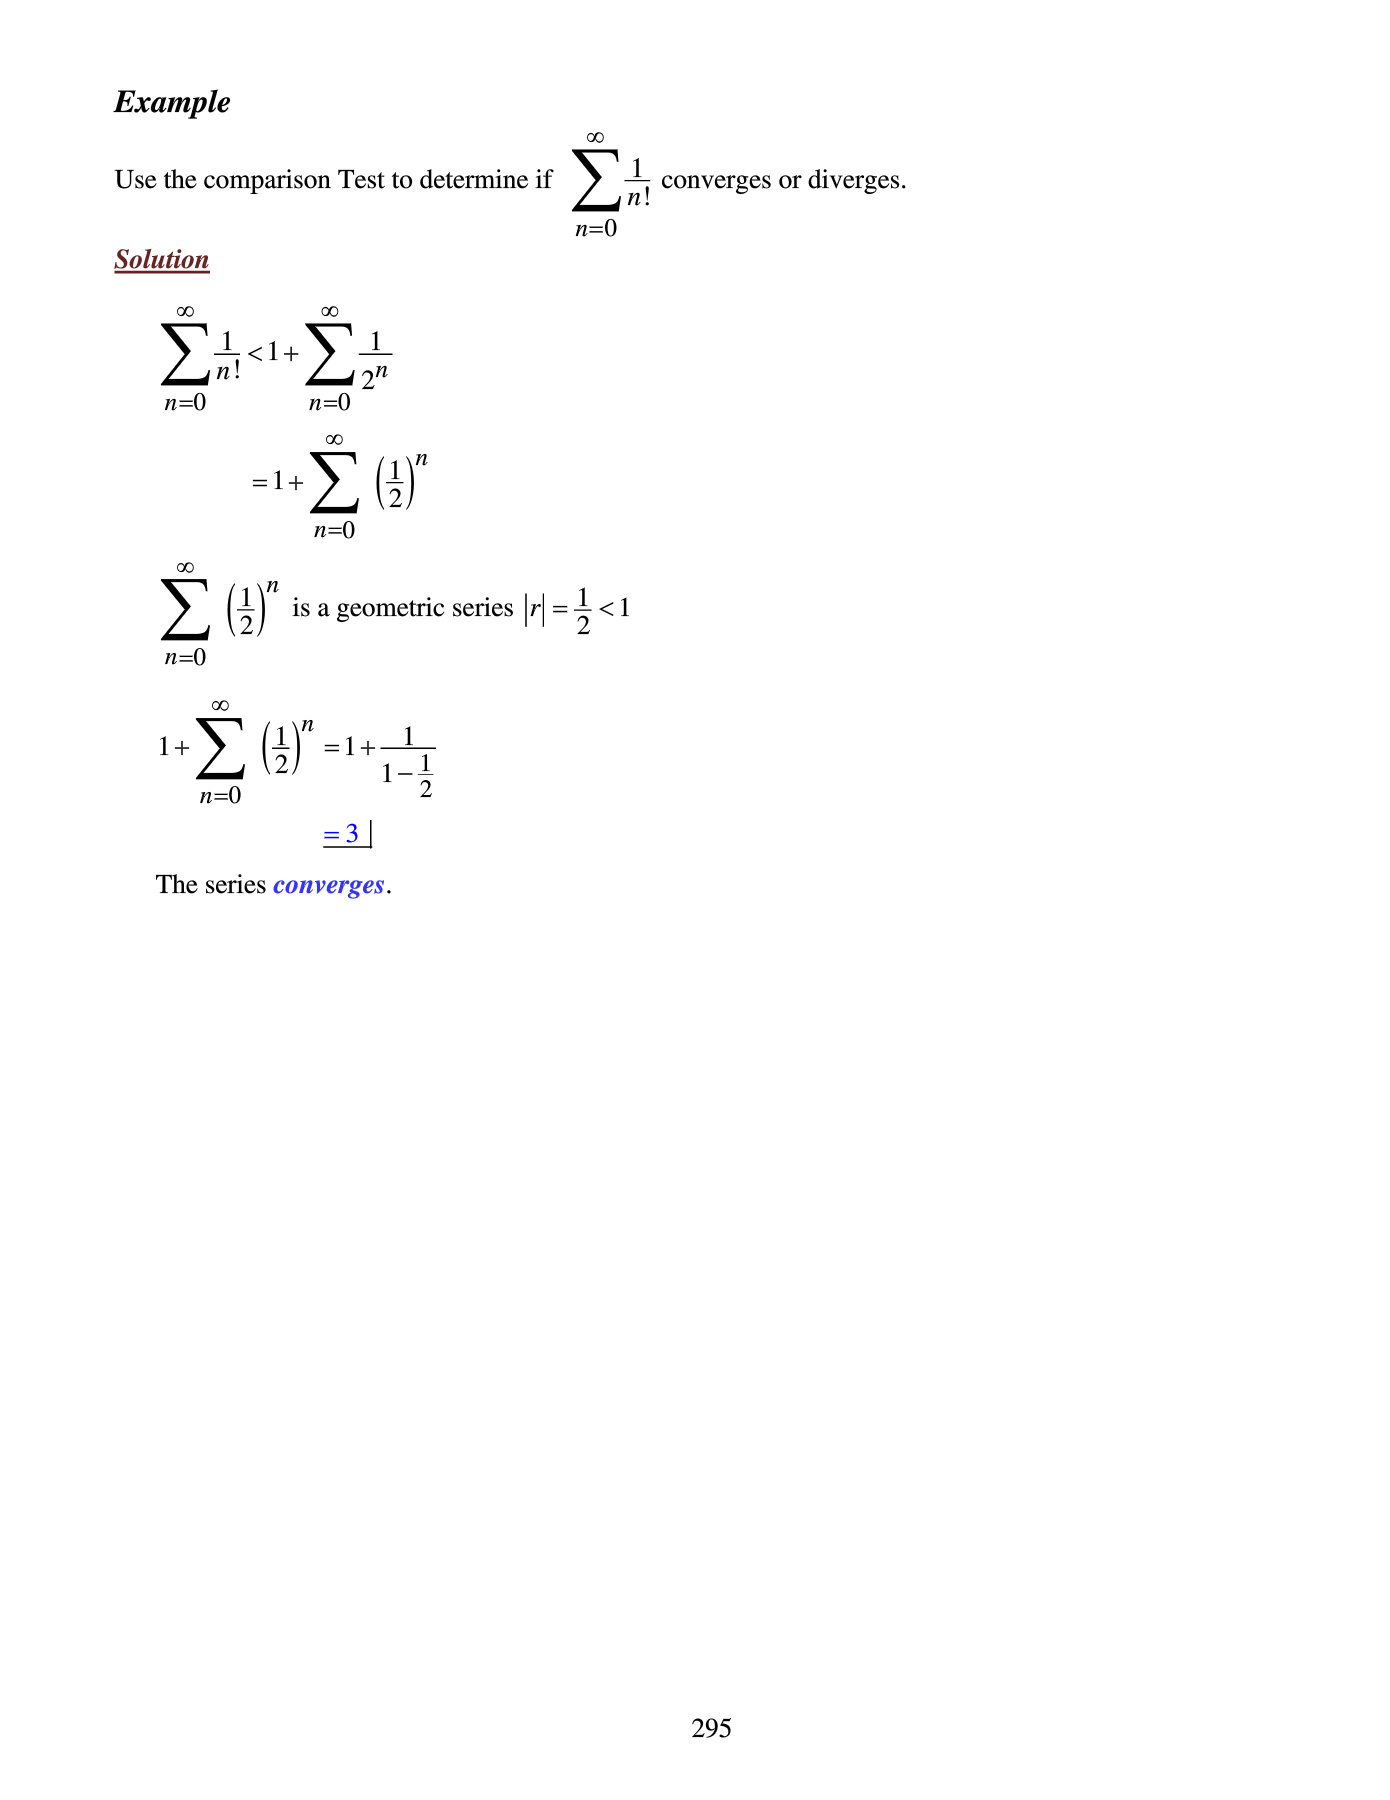 Example
Use the comparison Test to determine if $\sum_{n=0}^{\infty} \frac{1}{n!}$ converges or diverges.
Solution
$\sum_{n=0}^{\infty} \frac{1}{n!} < 1 + \sum_{n=0}^{\infty} \frac{1}{2^n}$
$= 1 + \sum_{n=0}^{\infty} \left(\frac{1}{2}\right)^n$
$\sum_{n=0}^{\infty} \left(\frac{1}{2}\right)^n$ is a geometric series $|r| = \frac{1}{2} < 1$
$1 + \sum_{n=0}^{\infty} \left(\frac{1}{2}\right)^n = 1 + \frac{1}{1 - \frac{1}{2}}$
$= 3$ |
The series converges.
295